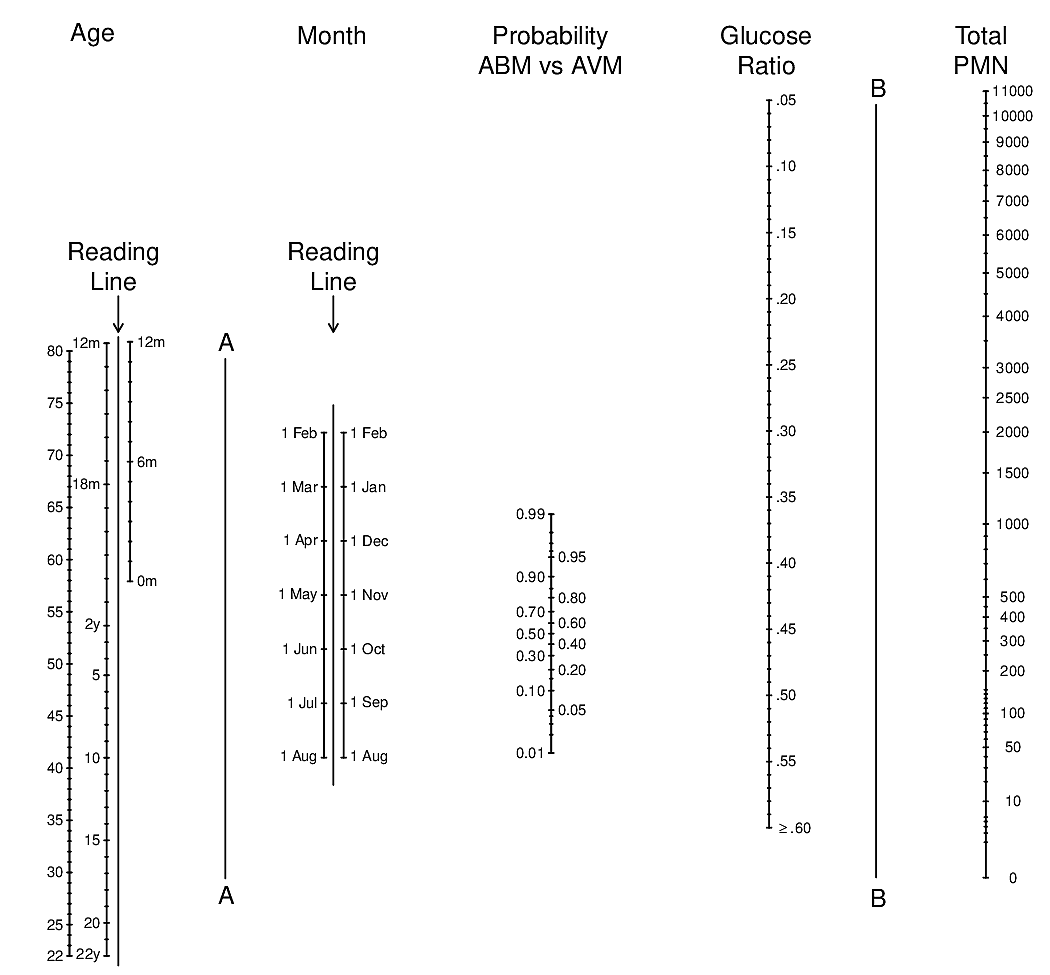 Age
Month
Probability
ABM vs AVM
Glucose
Ratio
Total
PMN
Reading
Line
80
75
70
65
60
55
50
45
40
35
30
25
22
12m
18m
2y
5
10
15
20
22y
12m
6m
0m
A
A
Reading
Line
1 Feb
1 Mar
1 Apr
1 May
1 Jun
1 Jul
1 Aug
1 Feb
1 Jan
1 Dec
1 Nov
1 Oct
1 Sep
1 Aug
0.99
0.95
0.90
0.80
0.70
0.60
0.50
0.40
0.30
0.20
0.10
0.05
0.01
.05
.10
.15
.20
.25
.30
.35
.40
.45
.50
.55
≥.60
B
B
11000
10000
9000
8000
7000
6000
5000
4000
3000
2500
2000
1500
1000
500
400
300
200
100
50
10
0